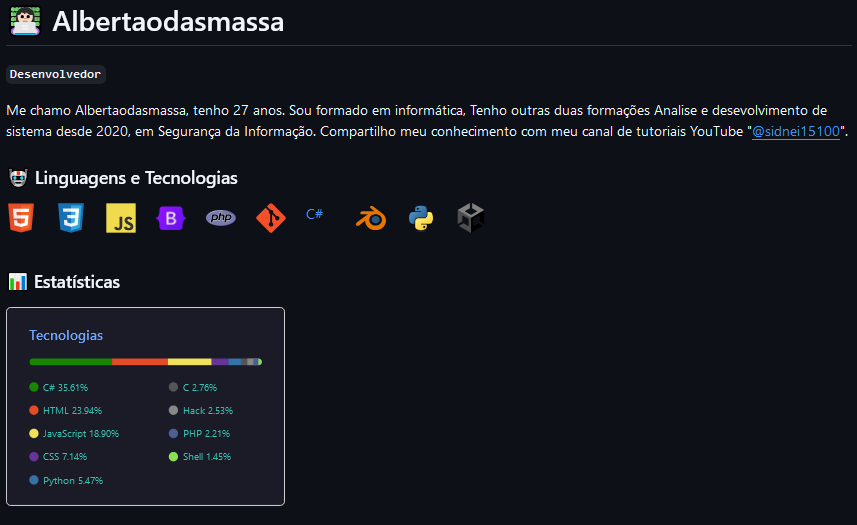 Albertaodasmassa
Desenvolvedor
Me chamo Albertaodasmassa, tenho 27 anos. Sou formado em informática, Tenho outras duas formações Analise e desevolvimento de
sistema desde 2020, em Segurança da Informação. Compartilho meu conhecimento com meu canal de tutoriais YouTube "@sidnei15100".
Linguagens e Tecnologias
5 3 JS B php C#
Estatísticas
Tecnologias
C# 35.61%
HTML 23.94%
JavaScript 18.90%
CSS 7.14%
Python 5.47%
C 2.76%
Hack 2.53%
PHP 2.21%
Shell 1.45%